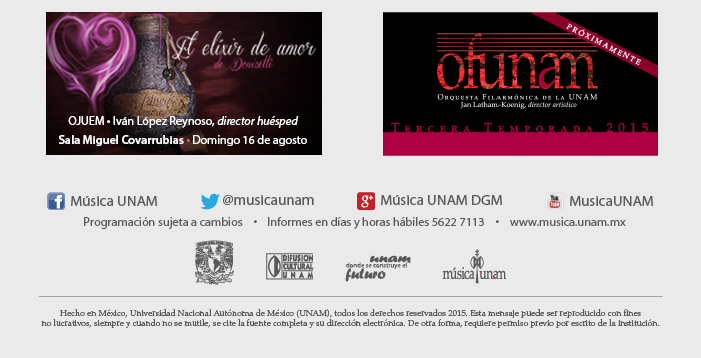 El elixir de amor
de Donizetti
OJUEM • Iván López Reynoso, director huésped
Sala Miguel Covarrubias • Domingo 16 de agosto
PRÓXIMAMENTE
ofunam
ORQUESTA FILARMÓNICA DE LA UNAM
Jan Latham-Koenig, director artístico
TERCERA TEMPORADA 2015
Música UNAM
@musicaunam
Música UNAM DGM
You Tube MusicaUNAM
Programación sujeta a cambios • Informes en días y horas hábiles 5622 7113 • www.musica.unam.mx
DIFUSIÓN CULTURAL UNAM
unam
donde se construye el
futuro
música unam
Hecho en México, Universidad Nacional Autónoma de México (UNAM), todos los derechos reservados 2015. Esta mensaje puede ser reproducido con fines
no lucrativos, siempre y cuando no se mutile, se cite la fuente completa y su dirección electrónica. De otra forma, requiere permiso previo por escrito de la institución.